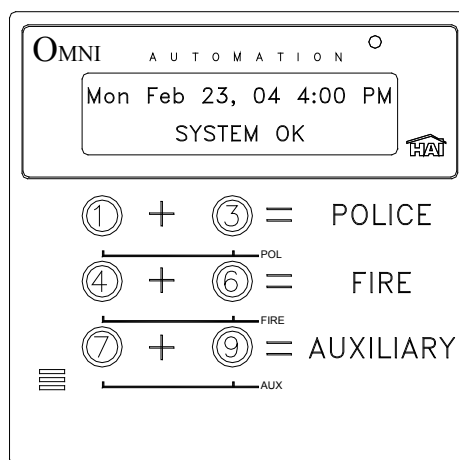 OMNI AUTOMATION
Mon Feb 23, 04 4:00 PM
SYSTEM OK
HAI
1 + 3 = POLICE
POL
4 + 6 = FIRE
FIRE
7 + 9 = AUXILIARY
AUX